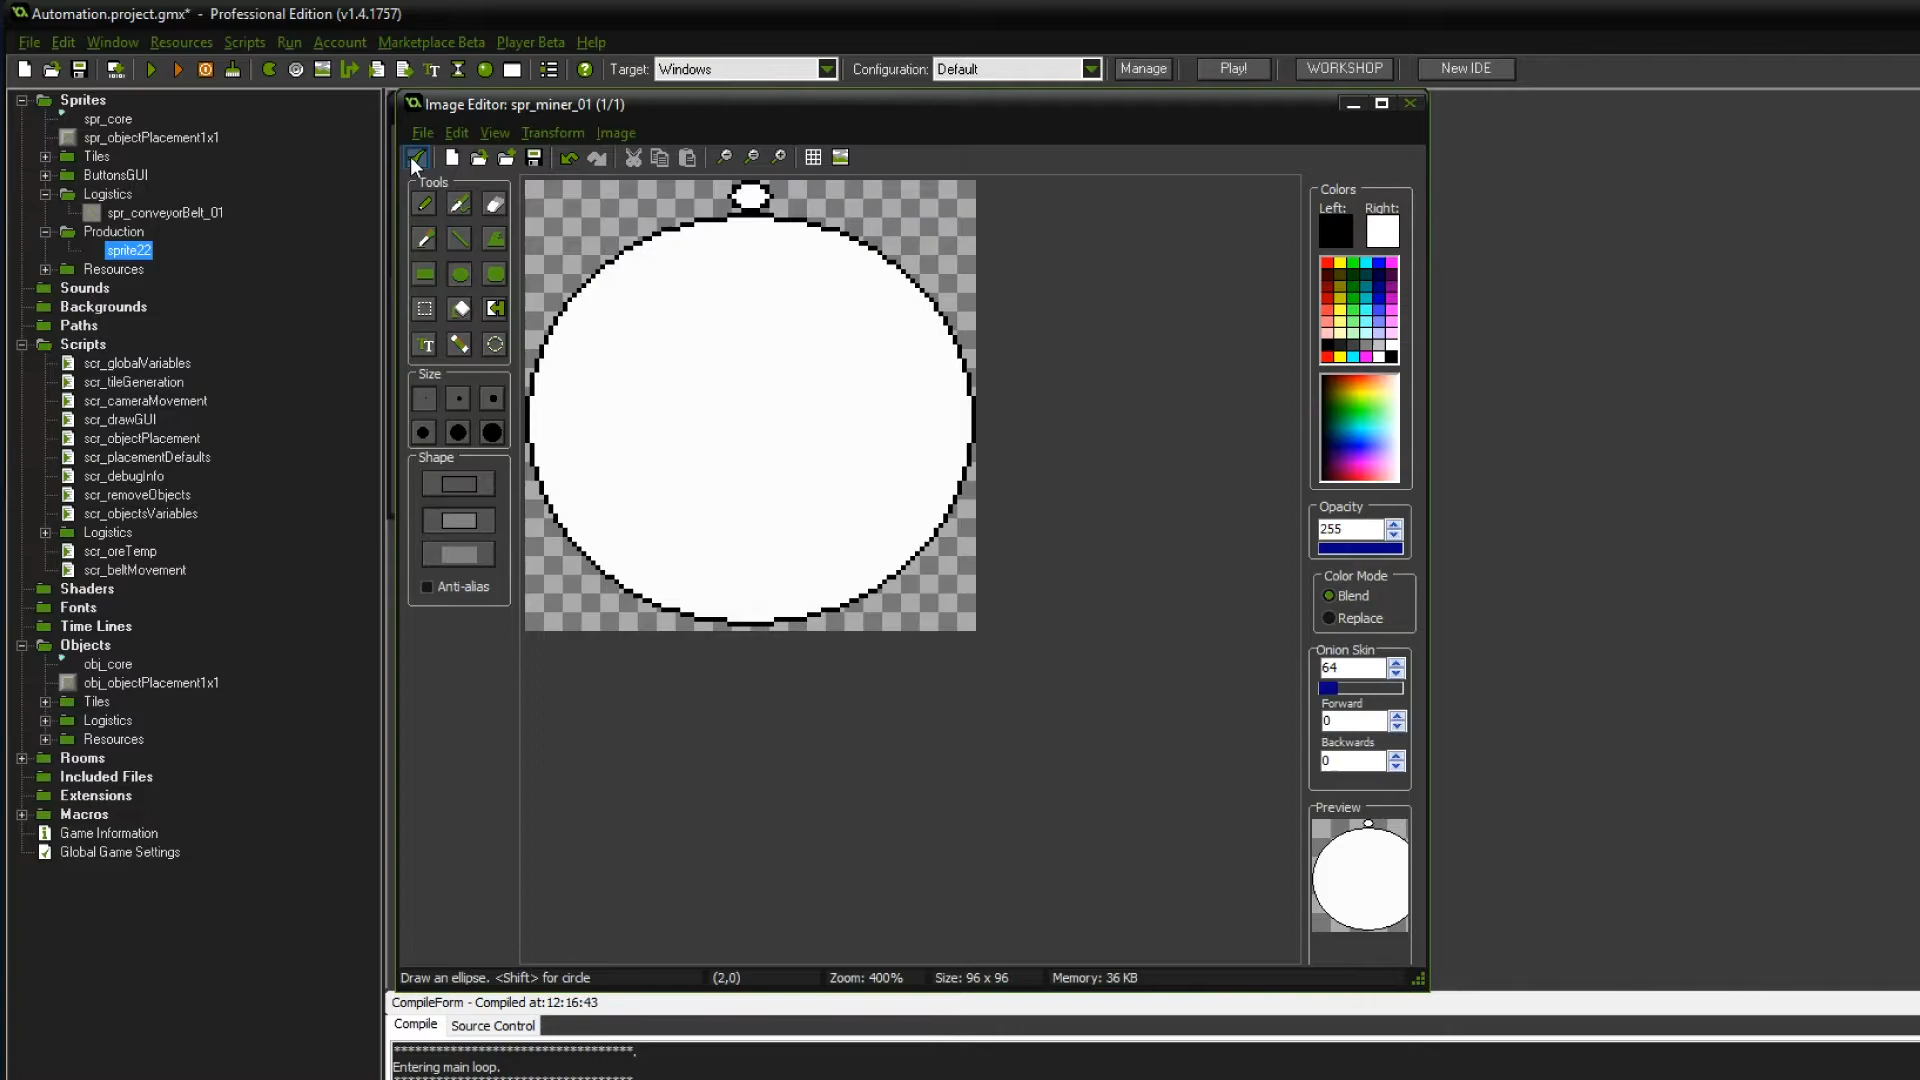 Automation.project.gmx* - Professional Edition (v1.4.1757)
File Edit Window Resources Scripts Run Account Marketplace Beta Player Beta Help
Target: Windows Configuration: Default Manage Play! WORKSHOP New IDE
Sprites
spr_core
spr_objectPlacement1x1
Tiles
ButtonsGUI
Logistics
spr_conveyorBelt_01
Production
sprite22
Resources
Sounds
Backgrounds
Paths
Scripts
scr_globalVariables
scr_tileGeneration
scr_cameraMovement
scr_drawGUI
scr_objectPlacement
scr_placementDefaults
scr_debugInfo
scr_removeObjects
scr_objectsVariables
Logistics
scr_oreTemp
scr_beltMovement
Shaders
Fonts
Time Lines
Objects
obj_core
obj_objectPlacement1x1
Tiles
Logistics
Resources
Rooms
Included Files
Extensions
Macros
Game Information
Global Game Settings
Image Editor: spr_miner_01 (1/1)
File Edit View Transform Image
Tools
Size
Shape
Anti-alias
Colors
Left: Right:
Opacity
255
Color Mode
Blend
Replace
Onion Skin
64
Forward
0
Backwards
0
Preview
Draw an ellipse. <Shift> for circle (2,0) Zoom: 400% Size: 96 x 96 Memory: 36 KB
CompileForm - Compiled at:12:16:43
Compile Source Control
Entering main loop.